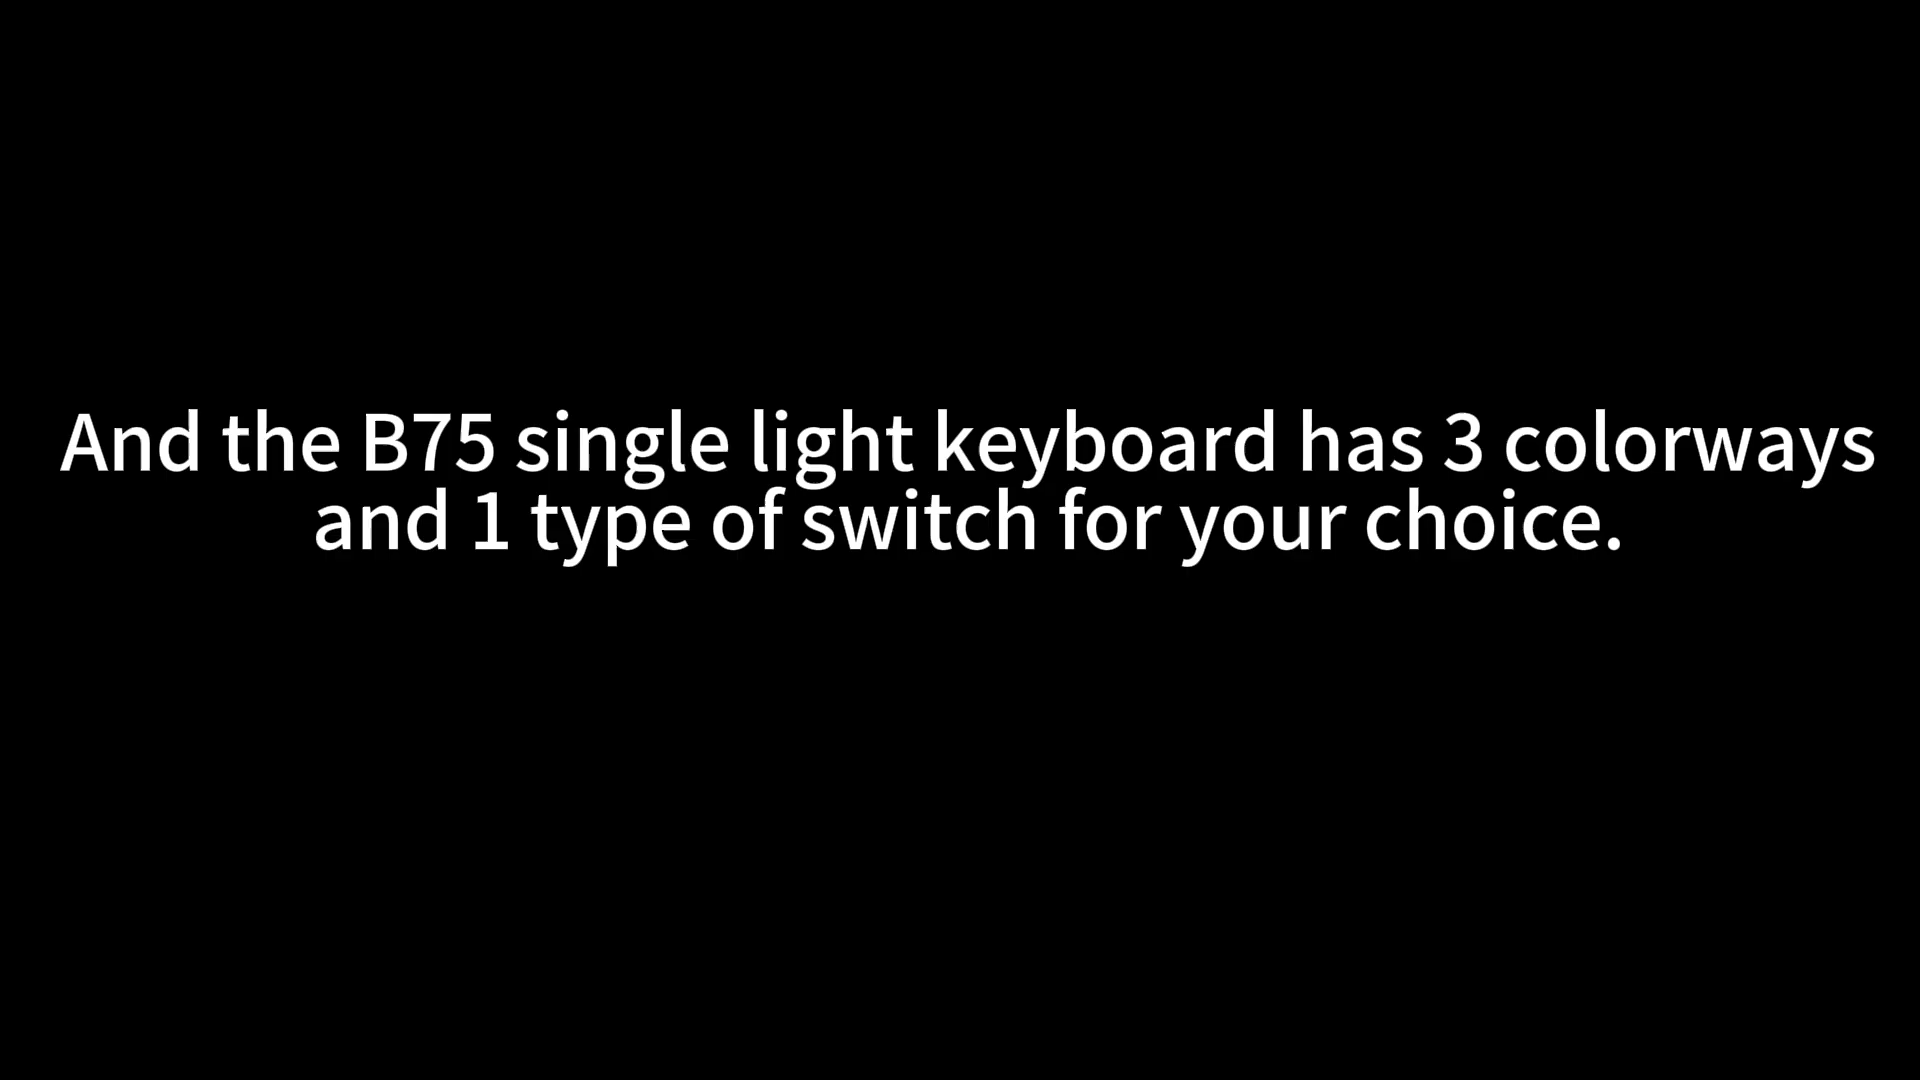 And the B75 single light keyboard has 3 colorways
and 1 type of switch for your choice.